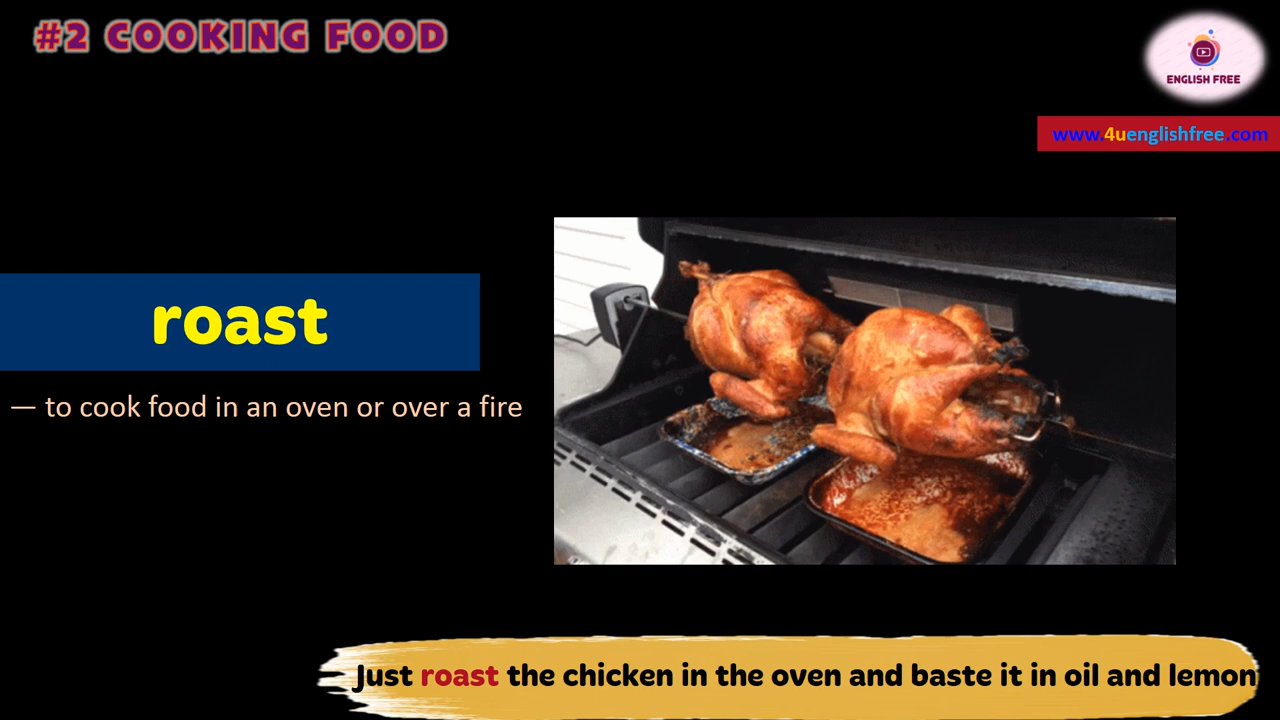 #2 COOKING FOOD
ENGLISH FREE
www.4uenglishfree.com
roast
— to cook food in an oven or over a fire
Just roast the chicken in the oven and baste it in oil and lemon